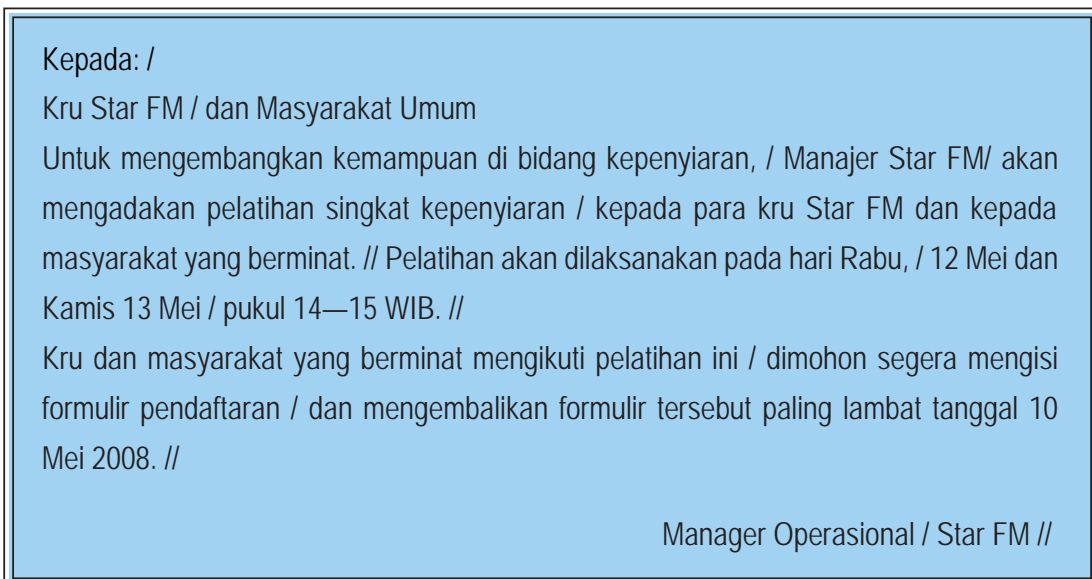 Kepada: /
Kru Star FM / dan Masyarakat Umum
Untuk mengembangkan kemampuan di bidang kepenyiaran, / Manajer Star FM/ akan
mengadakan pelatihan singkat kepenyiaran / kepada para kru Star FM dan kepada
masyarakat yang berminat. // Pelatihan akan dilaksanakan pada hari Rabu, / 12 Mei dan
Kamis 13 Mei / pukul 14—15 WIB. //
Kru dan masyarakat yang berminat mengikuti pelatihan ini / dimohon segera mengisi
formulir pendaftaran / dan mengembalikan formulir tersebut paling lambat tanggal 10
Mei 2008. //
Manager Operasional / Star FM //